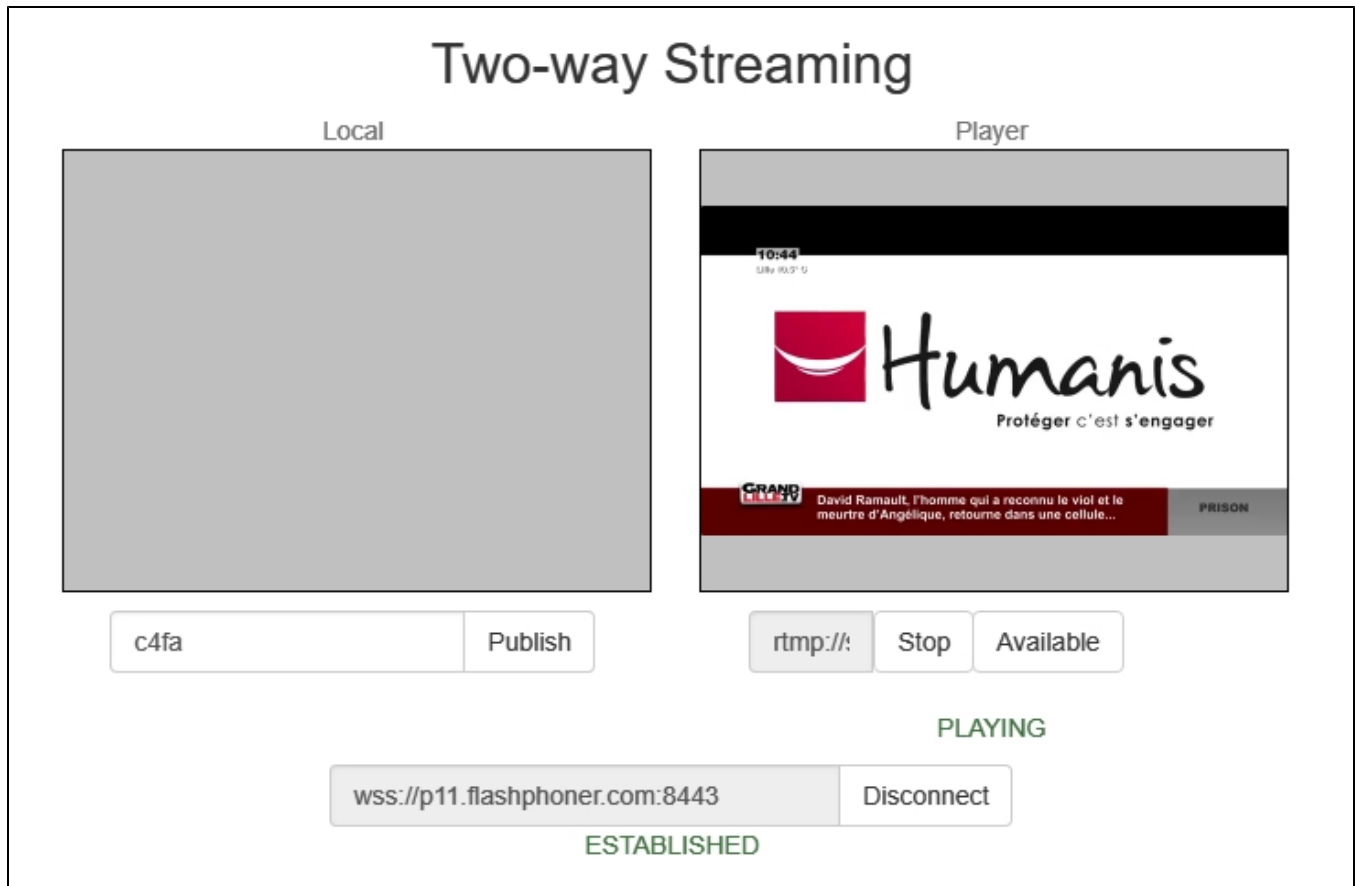 Two-way Streaming
Local
Player
10:44
Humanis
Protéger c'est s'engager
GRAND
LILLE TV
David Ramault, l'homme qui a reconnu le viol et le
meurtre d'Angélique, retourne dans une cellule...
PRISON
c4fa
Publish
rtmp://
Stop
Available
PLAYING
wss://p11.flashphoner.com:8443
Disconnect
ESTABLISHED